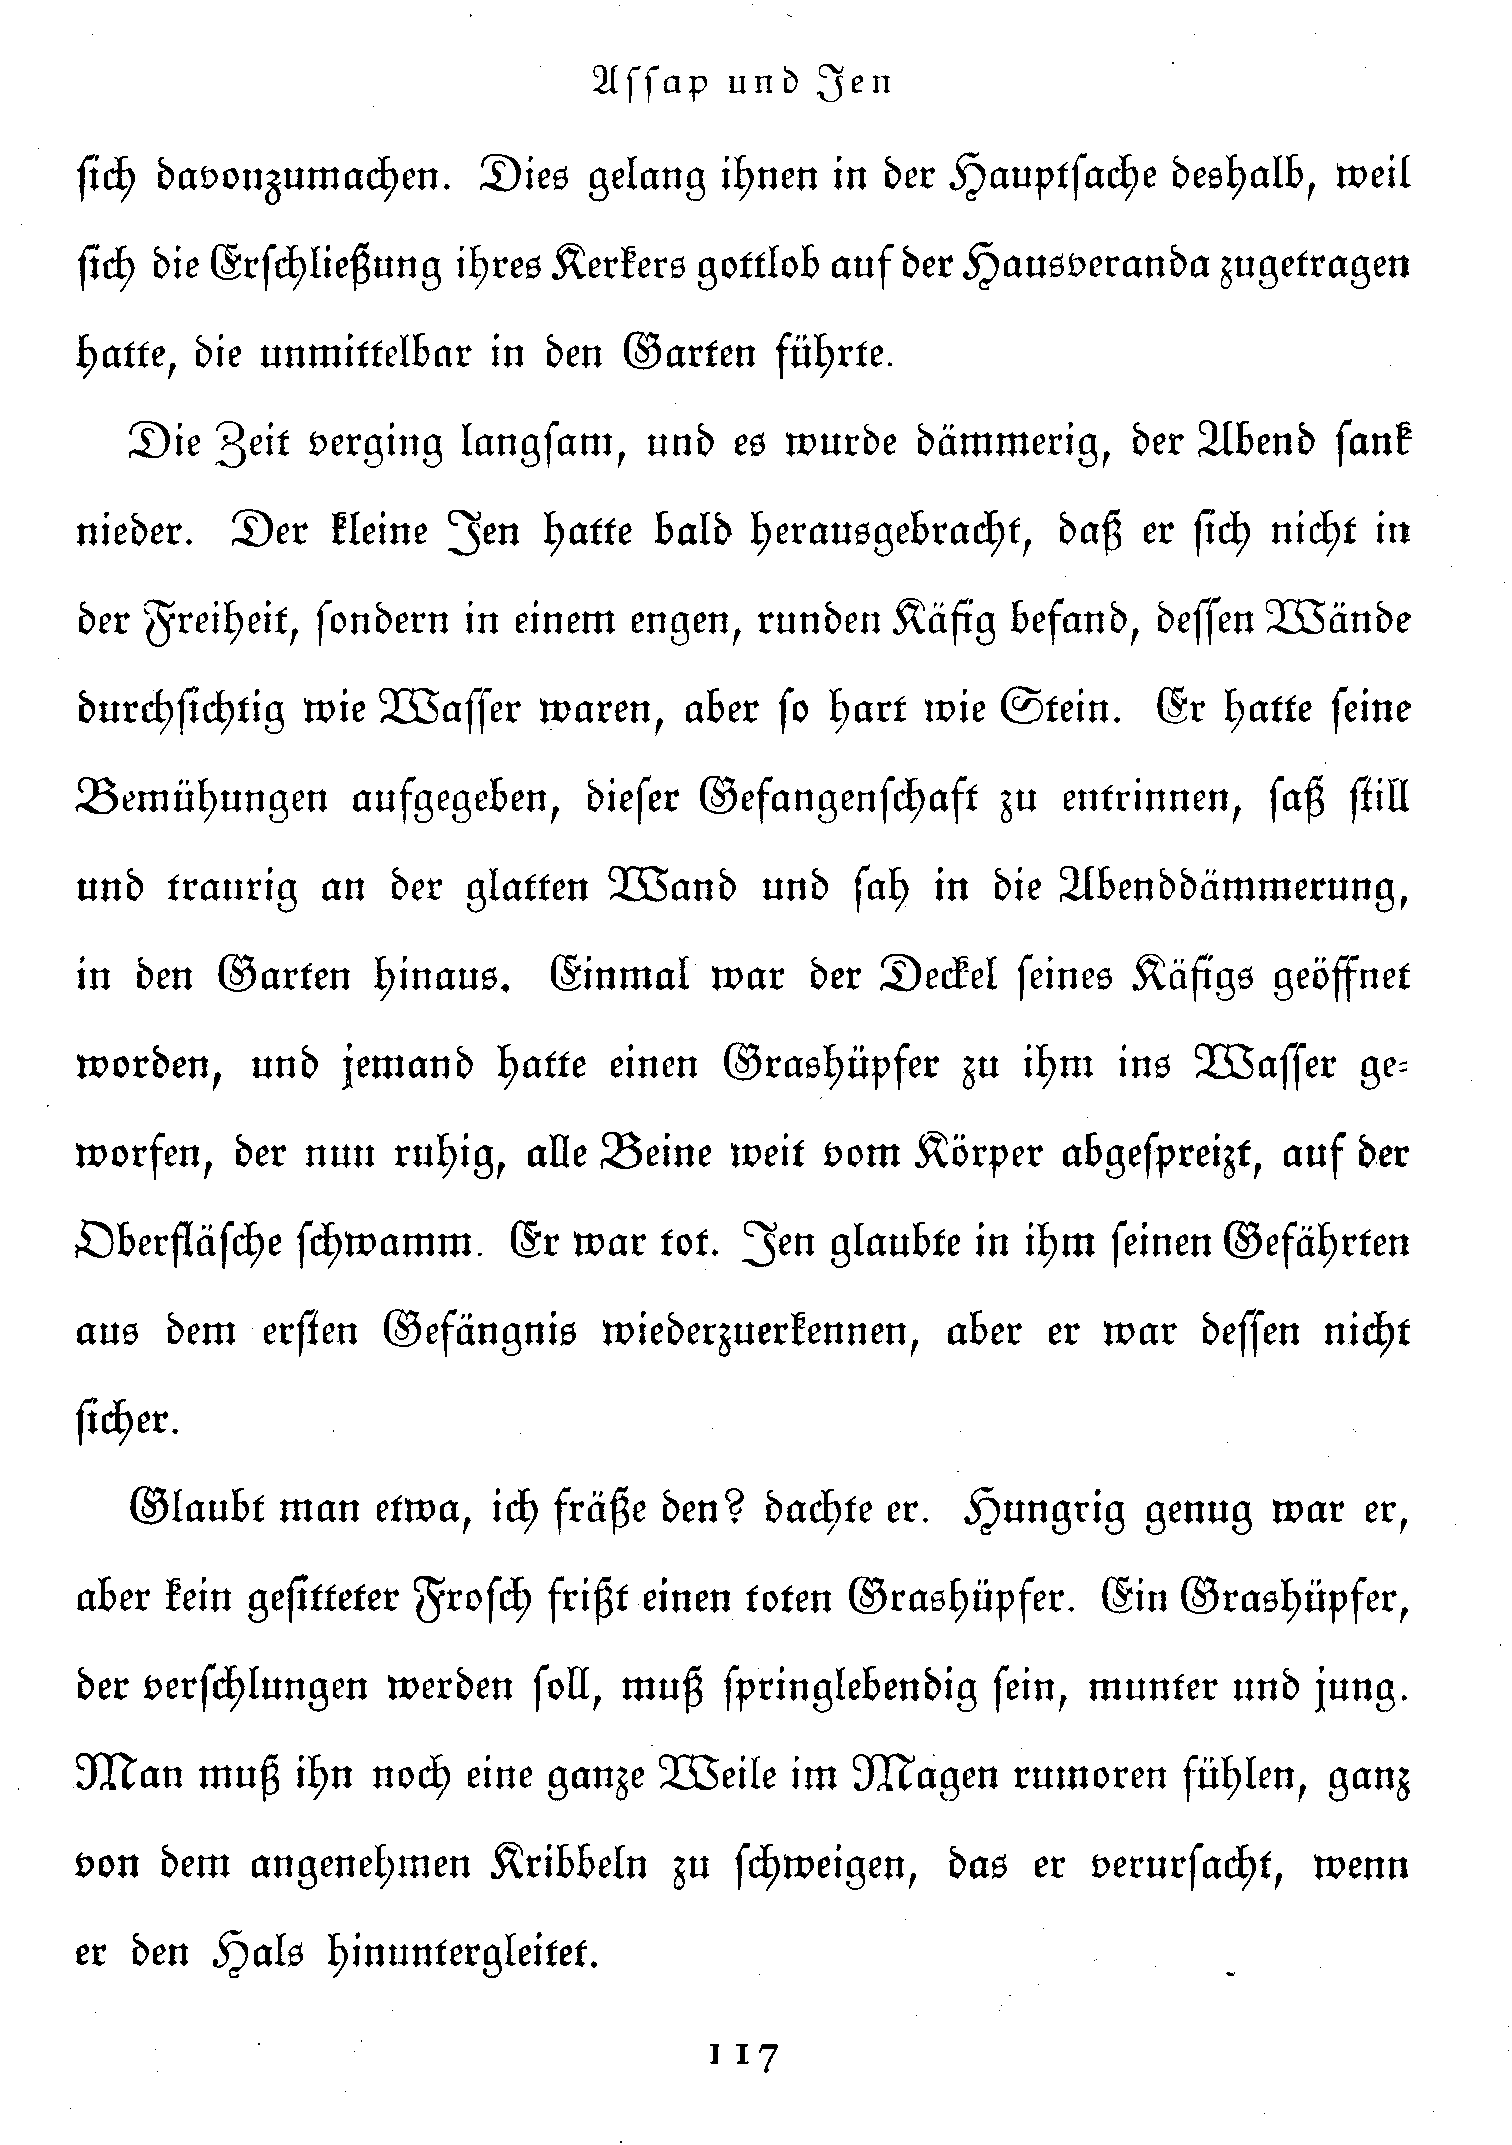 Aſſap und Jen
ſich davonzumachen. Dies gelang ihnen in der Hauptſache deshalb, weil
ſich die Erſchließung ihres Kerkers gottlob auf der Hausveranda zugetragen
hatte, die unmittelbar in den Garten führte.
Die Zeit verging langſam, und es wurde dämmerig, der Abend ſank
nieder. Der kleine Jen hatte bald herausgebracht, daß er ſich nicht in
der Freiheit, ſondern in einem engen, runden Käfig befand, deſſen Wände
durchſichtig wie Waſſer waren, aber ſo hart wie Stein. Er hatte ſeine
Bemühungen aufgegeben, dieſer Gefangenſchaft zu entrinnen, ſaß ſtill
und traurig an der glatten Wand und ſah in die Abenddämmerung,
in den Garten hinaus. Einmal war der Deckel ſeines Käfigs geöffnet
worden, und jemand hatte einen Grashüpfer zu ihm ins Waſſer ge⸗
worfen, der nun ruhig, alle Beine weit vom Körper abgeſpreizt, auf der
Oberfläſche ſchwamm. Er war tot. Jen glaubte in ihm ſeinen Gefährten
aus dem erſten Gefängnis wiederzuerkennen, aber er war deſſen nicht
ſicher.
Glaubt man etwa, ich fräße den? dachte er. Hungrig genug war er,
aber kein geſitteter Froſch frißt einen toten Grashüpfer. Ein Grashüpfer,
der verſchlungen werden ſoll, muß ſpringlebendig ſein, munter und jung.
Man muß ihn noch eine ganze Weile im Magen rumoren fühlen, ganz
von dem angenehmen Kribbeln zu ſchweigen, das er verurſacht, wenn
er den Hals hinuntergleitet.
117